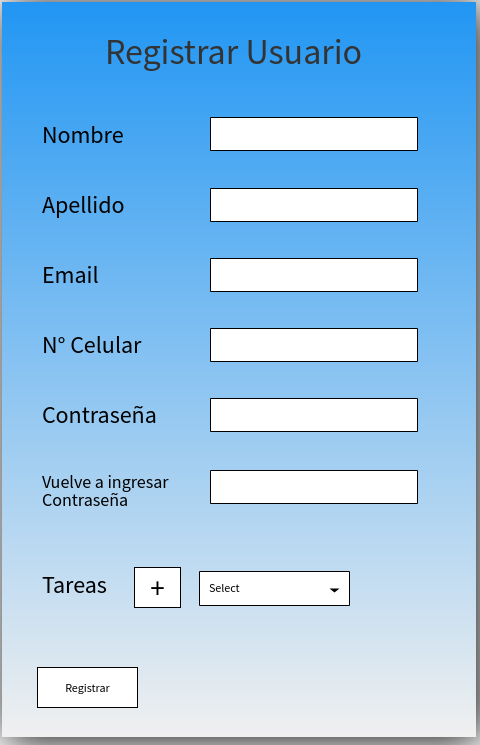 Registrar Usuario
Nombre
Apellido
Email
N° Celular
Contraseña
Vuelve a ingresar
Contraseña
Tareas + Select
Registrar